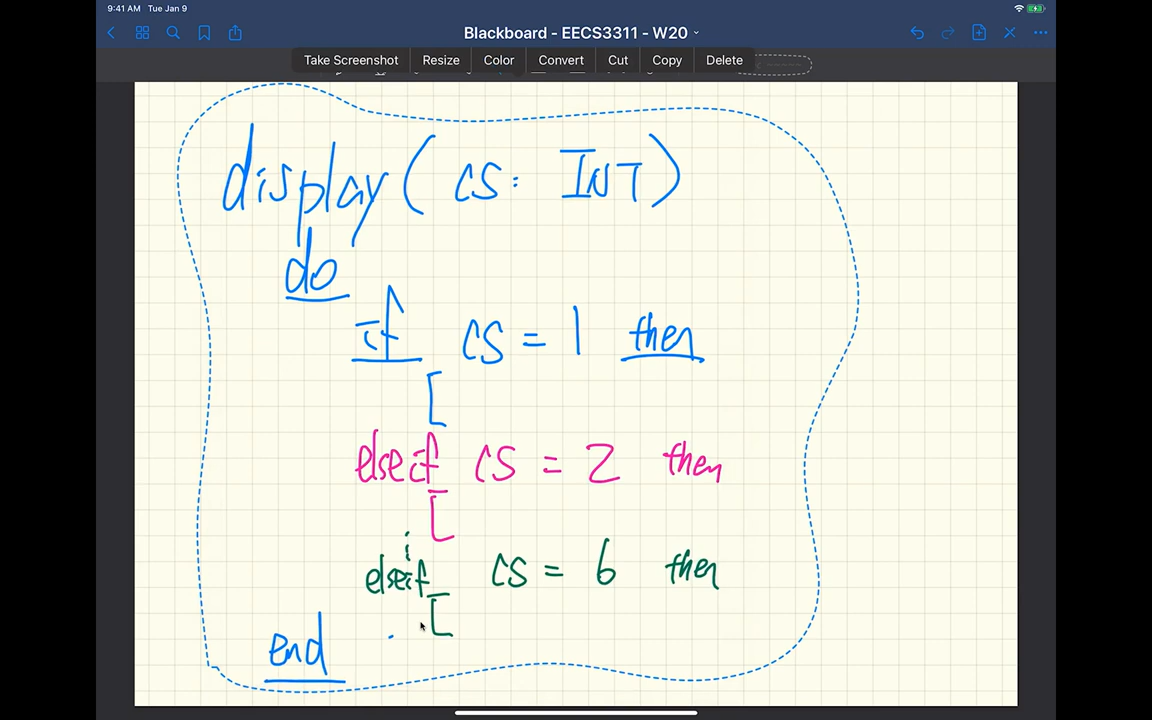 9:41 AM Tue Jan 9
Blackboard - EECS3311 - W20
Take Screenshot Resize Color Convert Cut Copy Delete
display( CS: INT)
do
if CS = 1 then
[
elseif CS = 2 then
[
elseif CS = 6 then
[
end